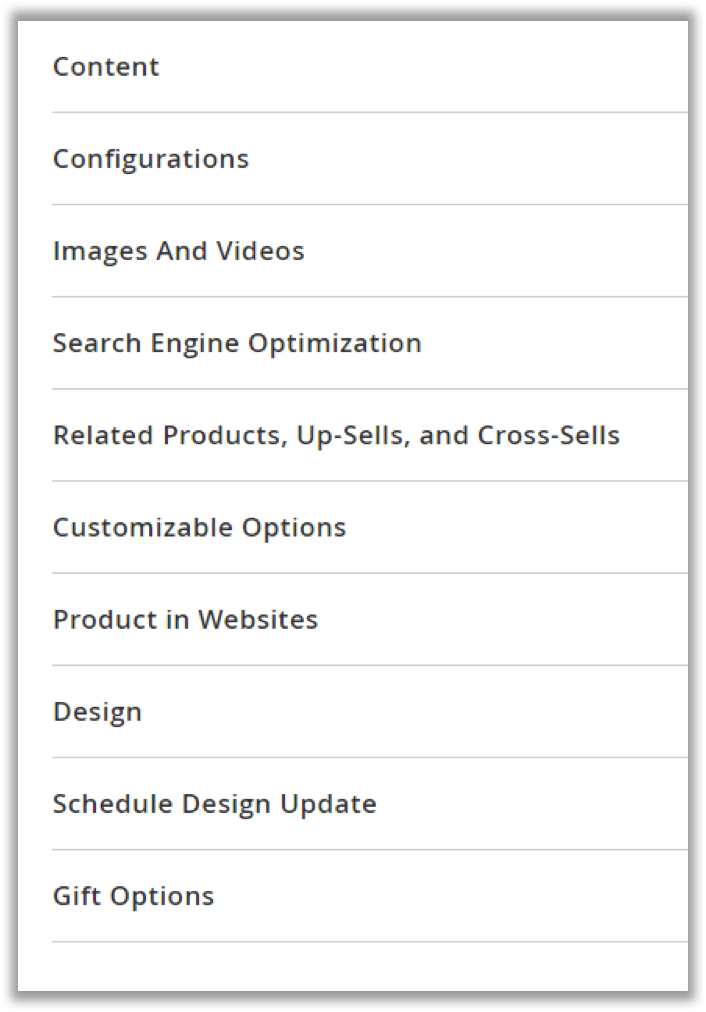 Content
Configurations
Images And Videos
Search Engine Optimization
Related Products, Up-Sells, and Cross-Sells
Customizable Options
Product in Websites
Design
Schedule Design Update
Gift Options